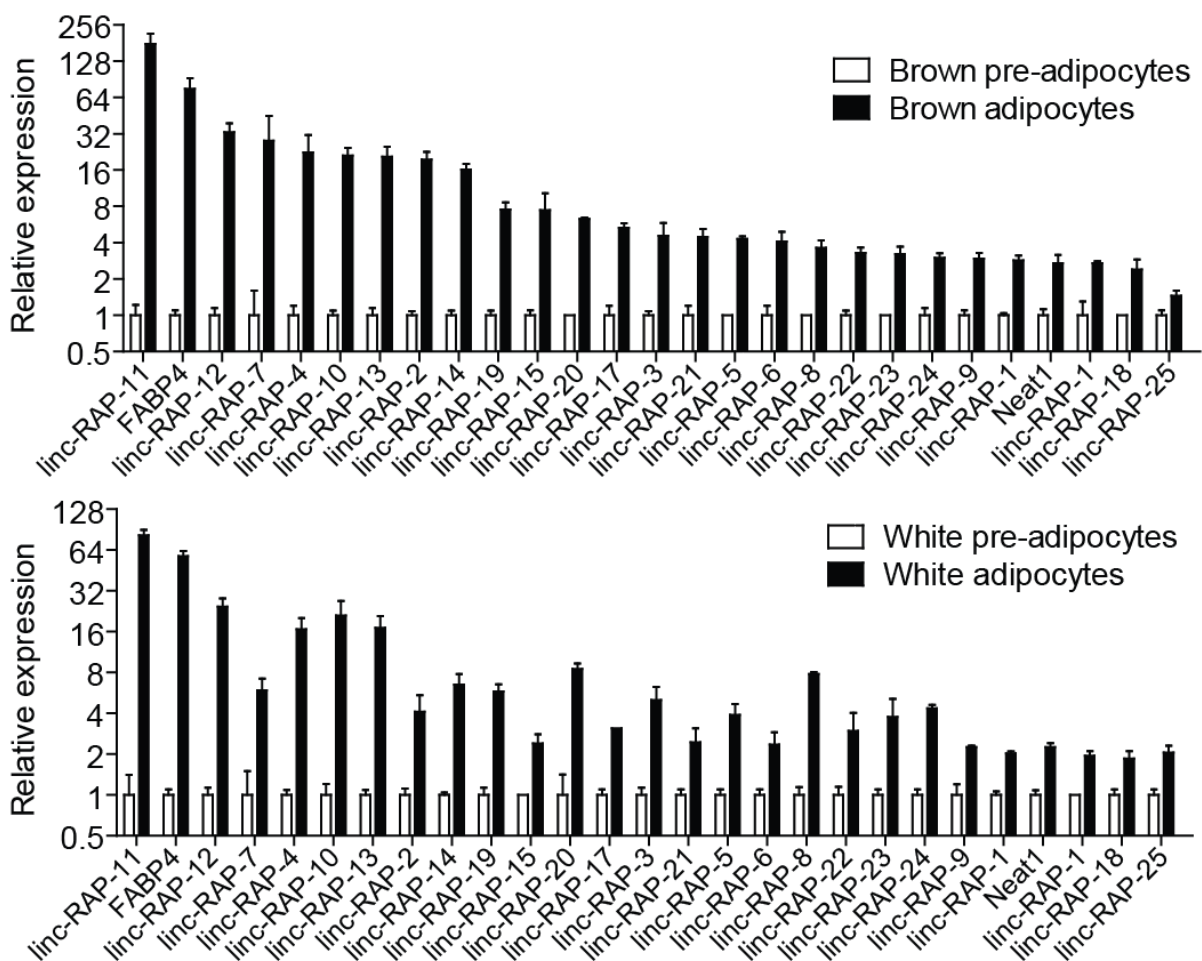 256
128
64
32
16
8
4
2
1
0.5
Relative expression
Brown pre-adipocytes
Brown adipocytes
linc-RAP-11
FABP4
linc-RAP-12
linc-RAP-7
linc-RAP-4
linc-RAP-10
linc-RAP-13
linc-RAP-2
linc-RAP-14
linc-RAP-19
linc-RAP-15
linc-RAP-20
linc-RAP-17
linc-RAP-3
linc-RAP-21
linc-RAP-5
linc-RAP-6
linc-RAP-8
linc-RAP-22
linc-RAP-23
linc-RAP-24
linc-RAP-9
linc-RAP-1
Neat1
linc-RAP-1
linc-RAP-18
linc-RAP-25
128
64
32
16
8
4
2
1
0.5
Relative expression
White pre-adipocytes
White adipocytes
linc-RAP-11
FABP4
linc-RAP-12
linc-RAP-7
linc-RAP-4
linc-RAP-10
linc-RAP-13
linc-RAP-2
linc-RAP-14
linc-RAP-19
linc-RAP-15
linc-RAP-20
linc-RAP-17
linc-RAP-3
linc-RAP-21
linc-RAP-5
linc-RAP-6
linc-RAP-8
linc-RAP-22
linc-RAP-23
linc-RAP-24
linc-RAP-9
linc-RAP-1
Neat1
linc-RAP-1
linc-RAP-18
linc-RAP-25